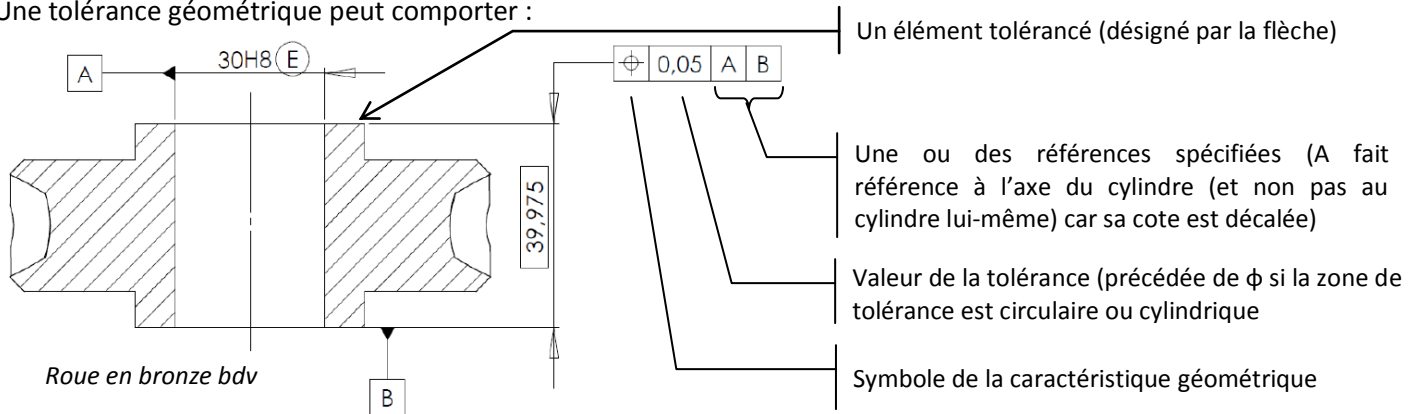 Une tolérance géométrique peut comporter :
Un élément tolérancé (désigné par la flèche)
30H8 E
A
⌖ 0,05 A B
Une ou des références spécifiées (A fait
référence à l'axe du cylindre (et non pas au
cylindre lui-même) car sa cote est décalée)
39,975
Valeur de la tolérance (précédée de ϕ si la zone de
tolérance est circulaire ou cylindrique
Roue en bronze bdv
B
Symbole de la caractéristique géométrique